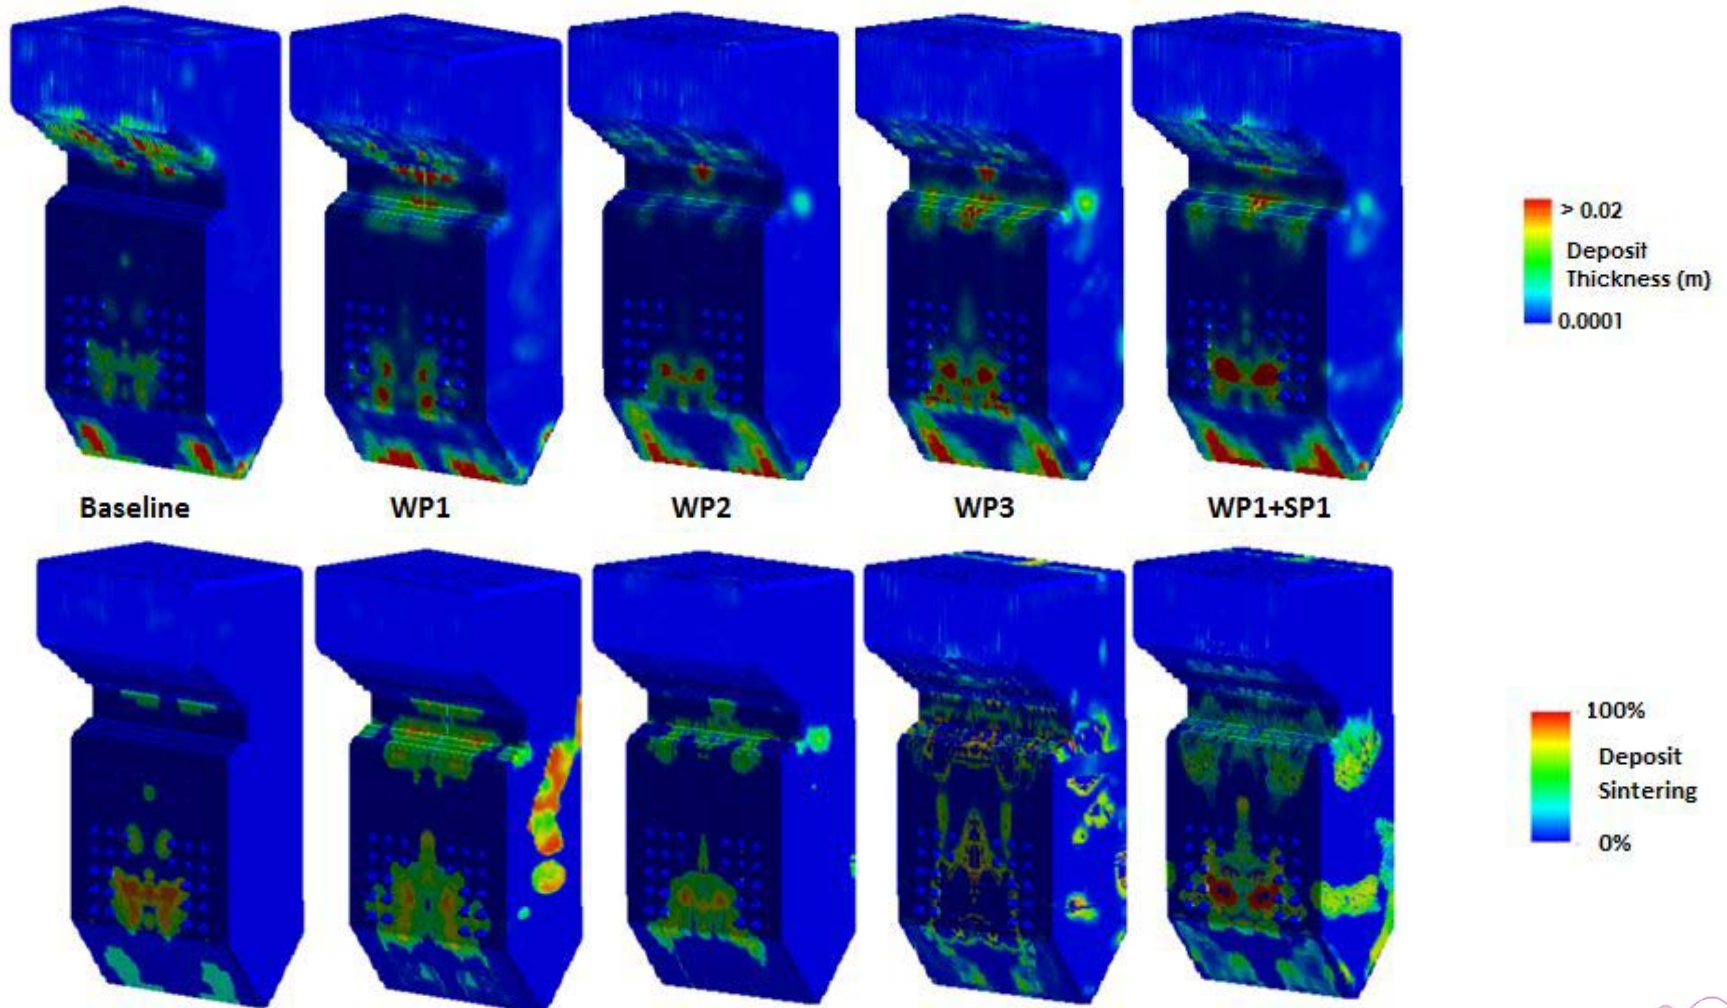 > 0.02
Deposit
Thickness (m)
0.0001
Baseline
WP1
WP2
WP3
WP1+SP1
100%
Deposit
Sintering
0%